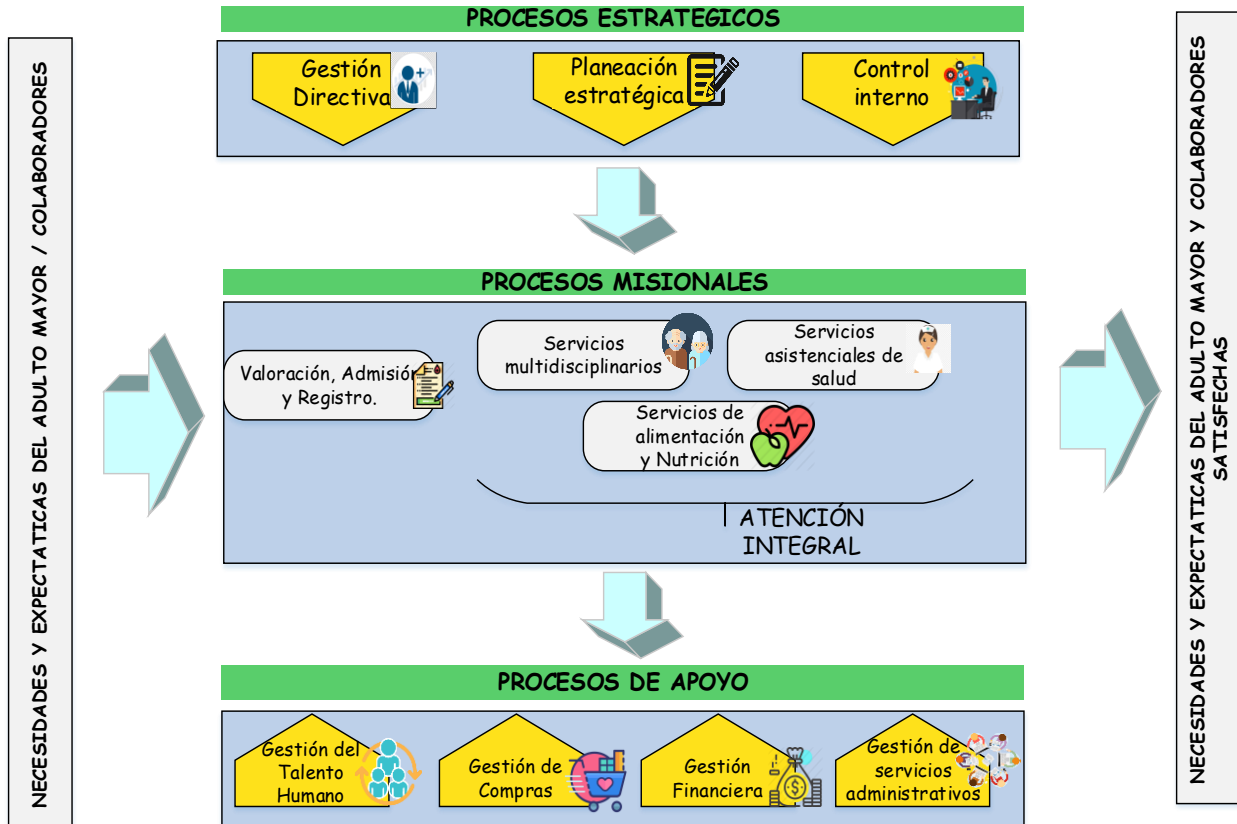 PROCESOS ESTRATEGICOS
Gestión
Directiva
Planeación
estratégica
Control
interno
NECESIDADES Y EXPECTATICAS DEL ADULTO MAYOR / COLABORADORES
PROCESOS MISIONALES
Valoración, Admisión
y Registro.
Servicios
multidisciplinarios
Servicios
asistenciales de
salud
Servicios de
alimentación
y Nutrición
ATENCIÓN
INTEGRAL
NECESIDADES Y EXPECTATICAS DEL ADULTO MAYOR Y COLABORADORES
SATISFECHAS
PROCESOS DE APOYO
Gestión del
Talento
Humano
Gestión de
Compras
Gestión
Financiera
Gestión de
servicios
administrativos